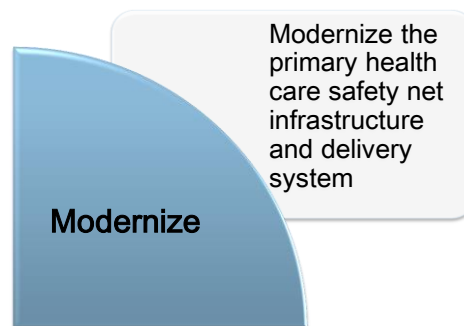 Modernize the
primary health
care safety net
infrastructure
and delivery
system
Modernize